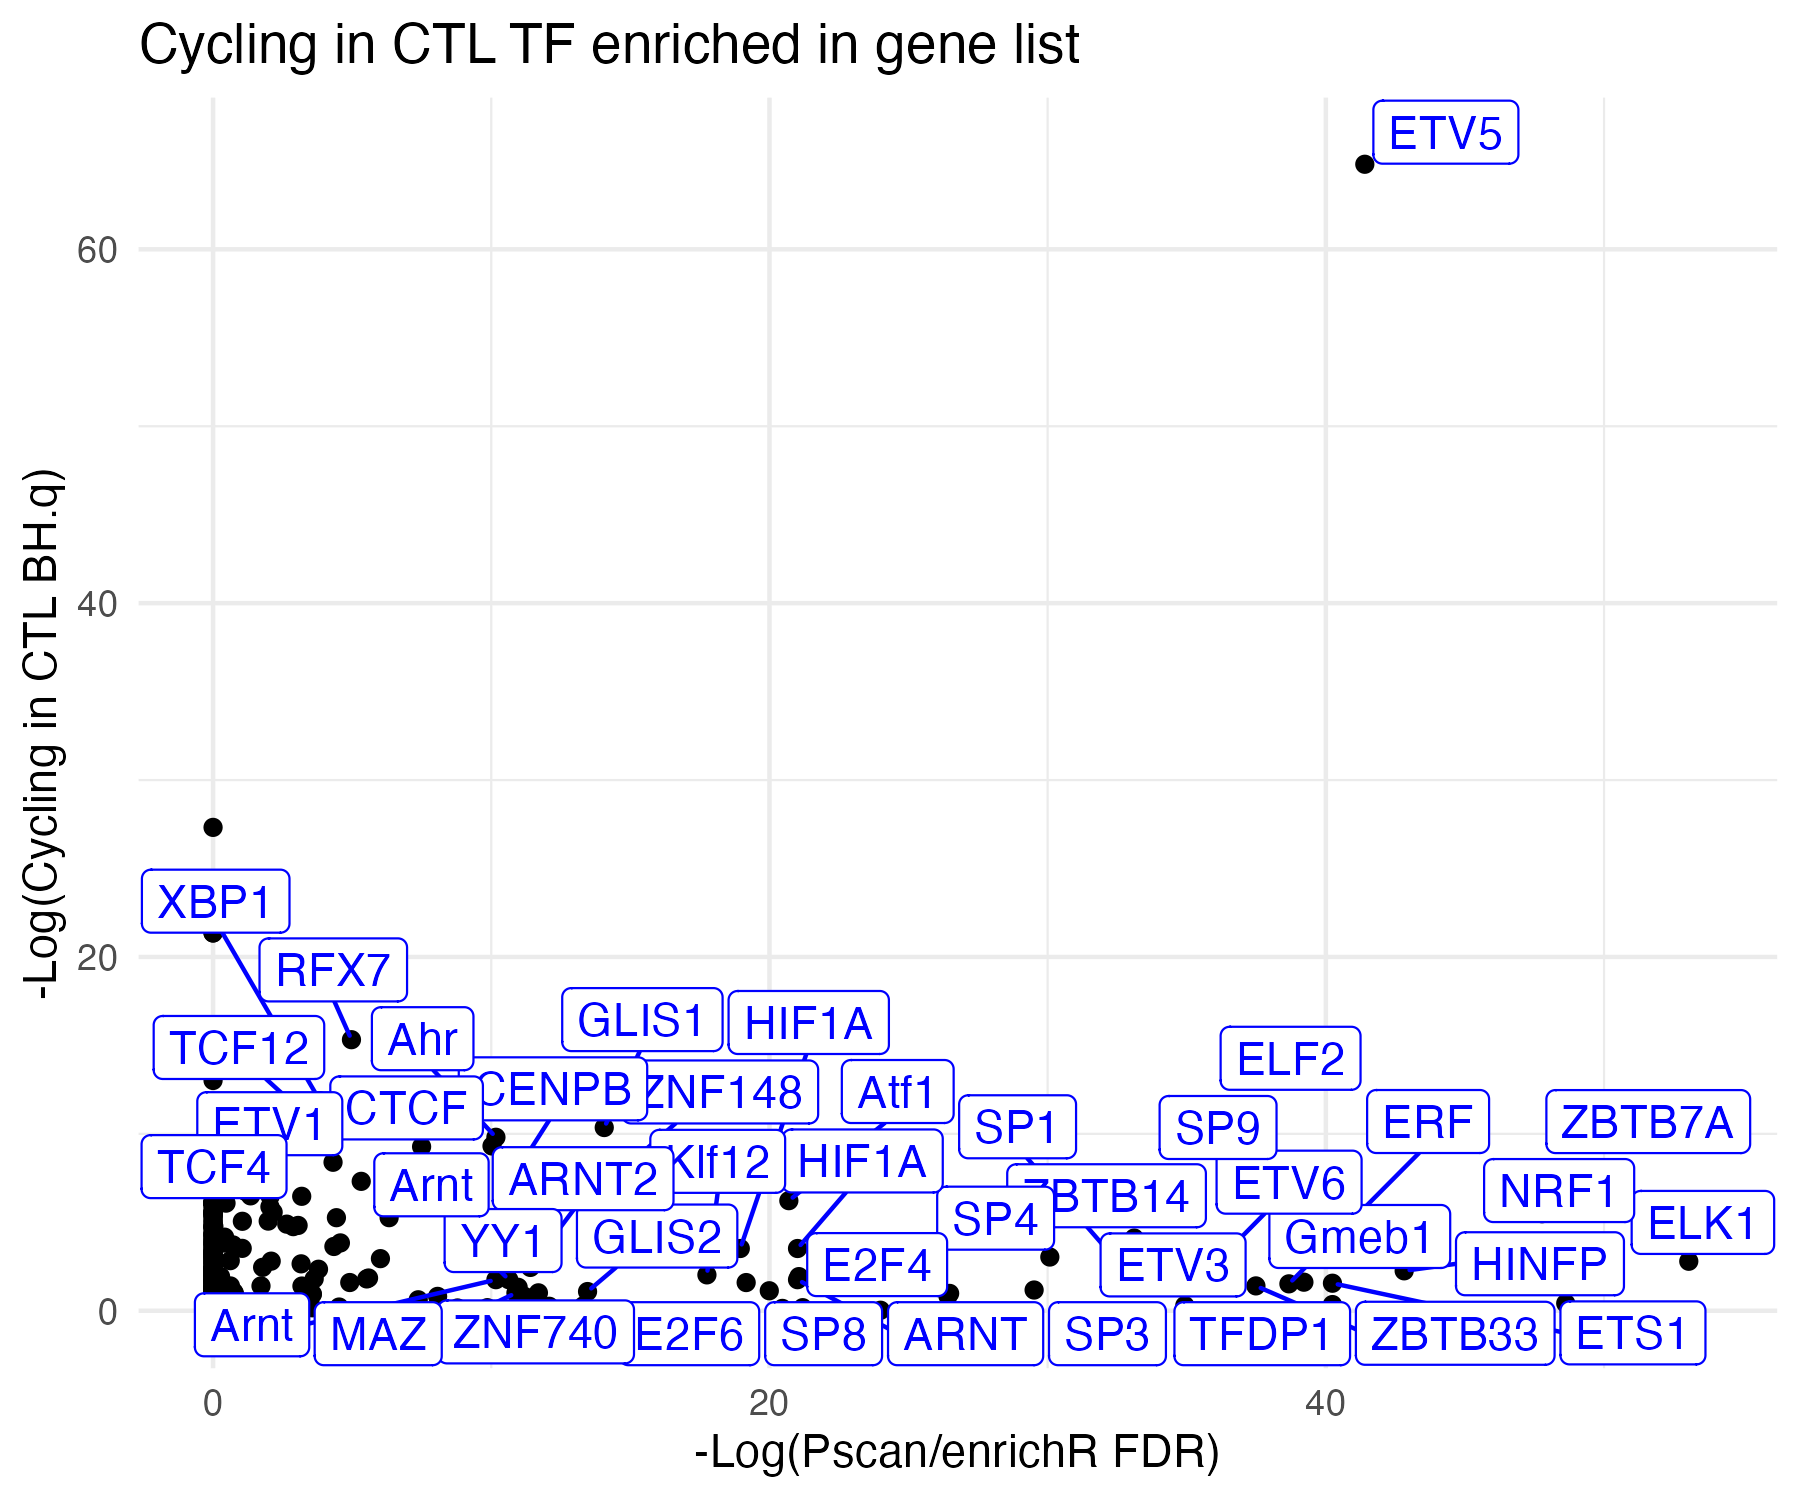 Cycling in CTL TF enriched in gene list
ETV5
60
40
20
0
-Log(Cycling in CTL BH.q)
XBP1
RFX7
TCF12
Ahr
GLIS1
HIF1A
ELF2
CENPB
ZNF148
Atf1
CTCF
ETV1
SP1
SP9
ERF
ZBTB7A
TCF4
Klf12
HIF1A
Arnt
ARNT2
ZBTB14
ETV6
NRF1
SP4
ELK1
YY1
GLIS2
Gmeb1
E2F4
ETV3
HINFP
Arnt
MAZ
ZNF740
E2F6
SP8
ARNT
SP3
TFDP1
ZBTB33
ETS1
0
20
40
-Log(Pscan/enrichR FDR)